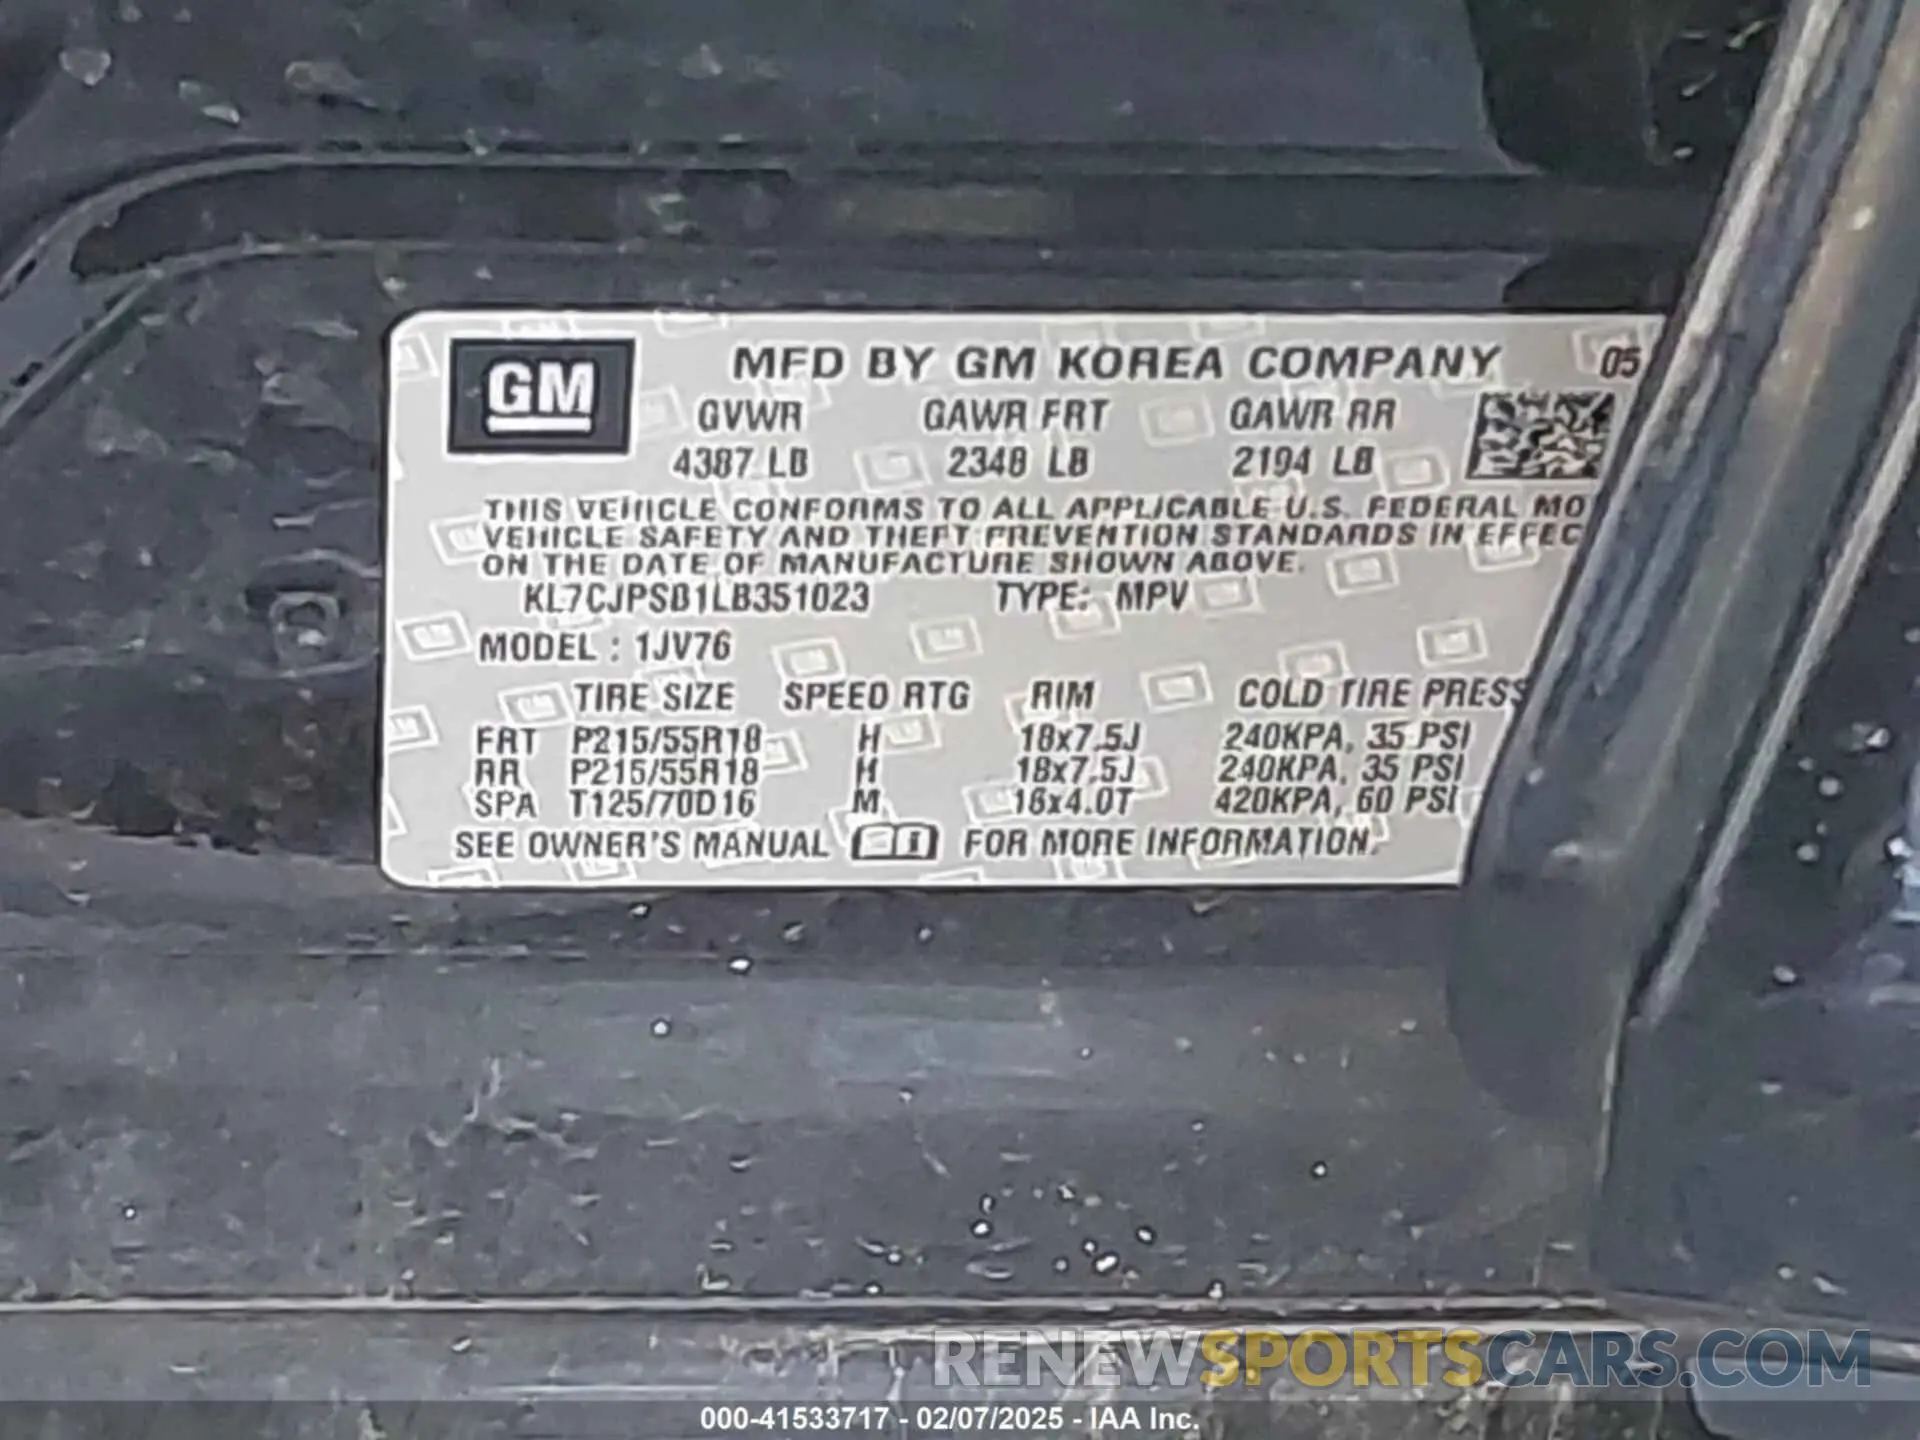 GM
MFD BY GM KOREA COMPANY 05
GVWR GAWR FRT GAWR RR
4387 LB 2348 LB 2194 LB
THIS VEHICLE CONFORMS TO ALL APPLICABLE U.S. FEDERAL MO
VEHICLE SAFETY AND THEFT PREVENTION STANDARDS IN EFFEC
ON THE DATE OF MANUFACTURE SHOWN ABOVE.
KL7CJPSB1LB351023 TYPE: MPV
MODEL : 1JV76
TIRE SIZE SPEED RTG RIM COLD TIRE PRESS
FRT P215/55R18 H 18x7.5J 240KPA, 35 PSI
RR P215/55R18 H 18x7.5J 240KPA, 35 PSI
SPA T125/70D16 M 16x4.0T 420KPA, 60 PSI
SEE OWNER'S MANUAL FOR MORE INFORMATION.
RENEWSPORTSCARS.COM
000-41533717 - 02/07/2025 - IAA Inc.